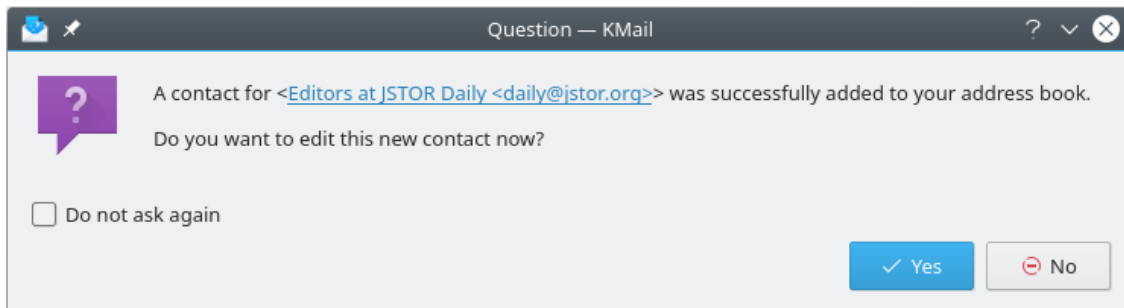 Question — KMail
A contact for <Editors at JSTOR Daily <daily@jstor.org>> was successfully added to your address book.
Do you want to edit this new contact now?
Do not ask again
Yes
No